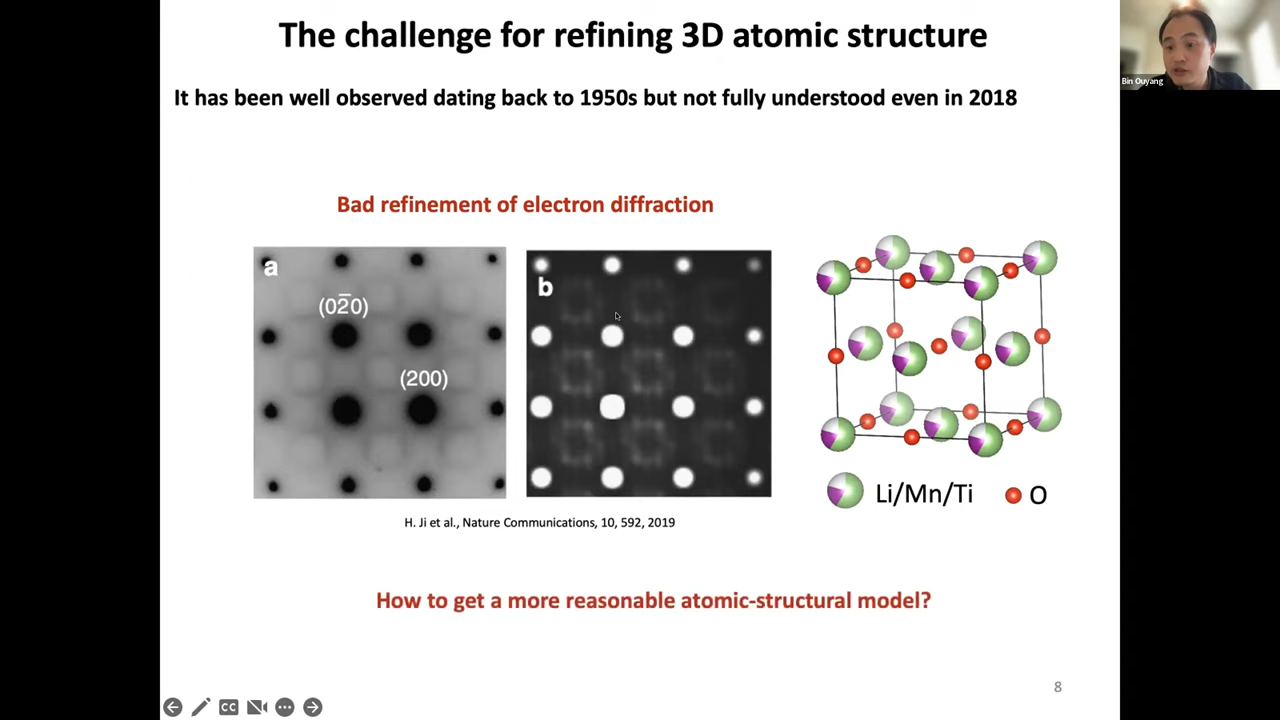 The challenge for refining 3D atomic structure
Bin Ouyang
It has been well observed dating back to 1950s but not fully understood even in 2018
Bad refinement of electron diffraction
a
(02̅0)
(200)
b
Li/Mn/Ti
O
H. Ji et al., Nature Communications, 10, 592, 2019
How to get a more reasonable atomic-structural model?
8
CC